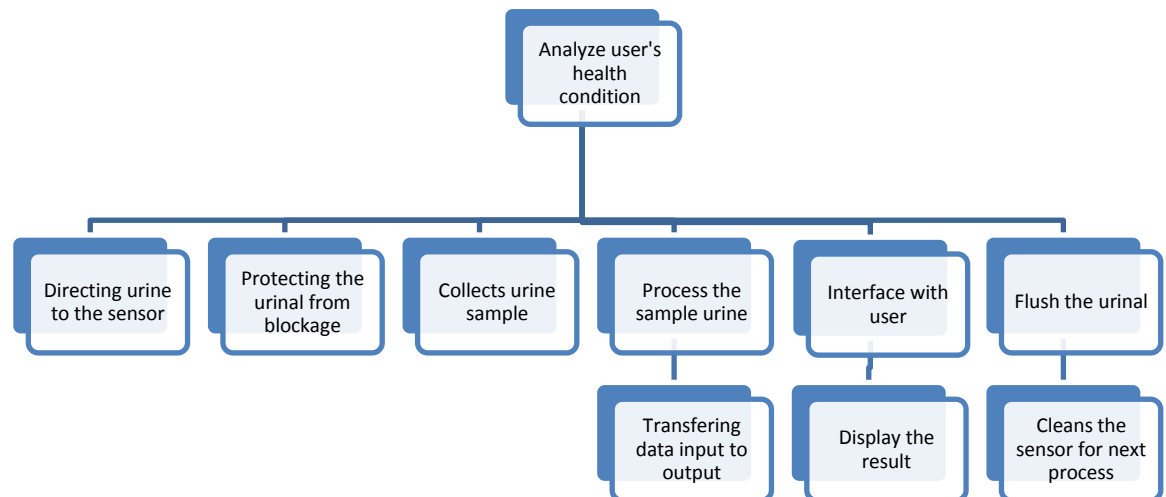 Analyze user's
health
condition
Directing urine
to the sensor
Protecting the
urinal from
blockage
Collects urine
sample
Process the
sample urine
Interface with
user
Flush the urinal
Transfering
data input to
output
Display the
result
Cleans the
sensor for next
process